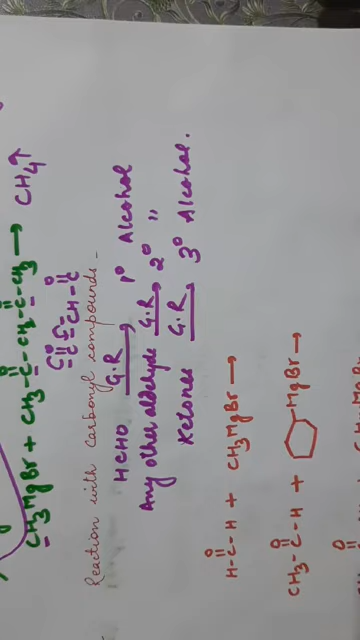 CH3MgBr + CH3-C-CH2-C-CH3 → CH4↑
O O
C-C-CH-C
Reaction with Carbonyl compounds -
HCHO G.R → 1° Alcohol
Any other aldehyde G.R → 2° "
Ketones G.R → 3° Alcohol.
O
H-C-H + CH3MgBr →
O
CH3-C-H + MgBr →
O